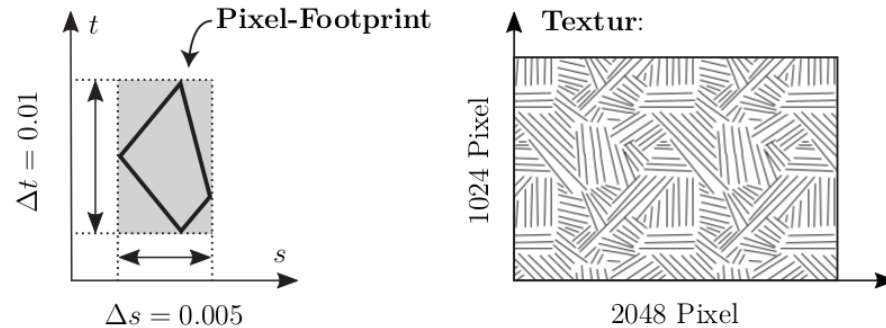 t
Pixel-Footprint
Δt = 0.01
s
Δs = 0.005
Textur:
1024 Pixel
2048 Pixel